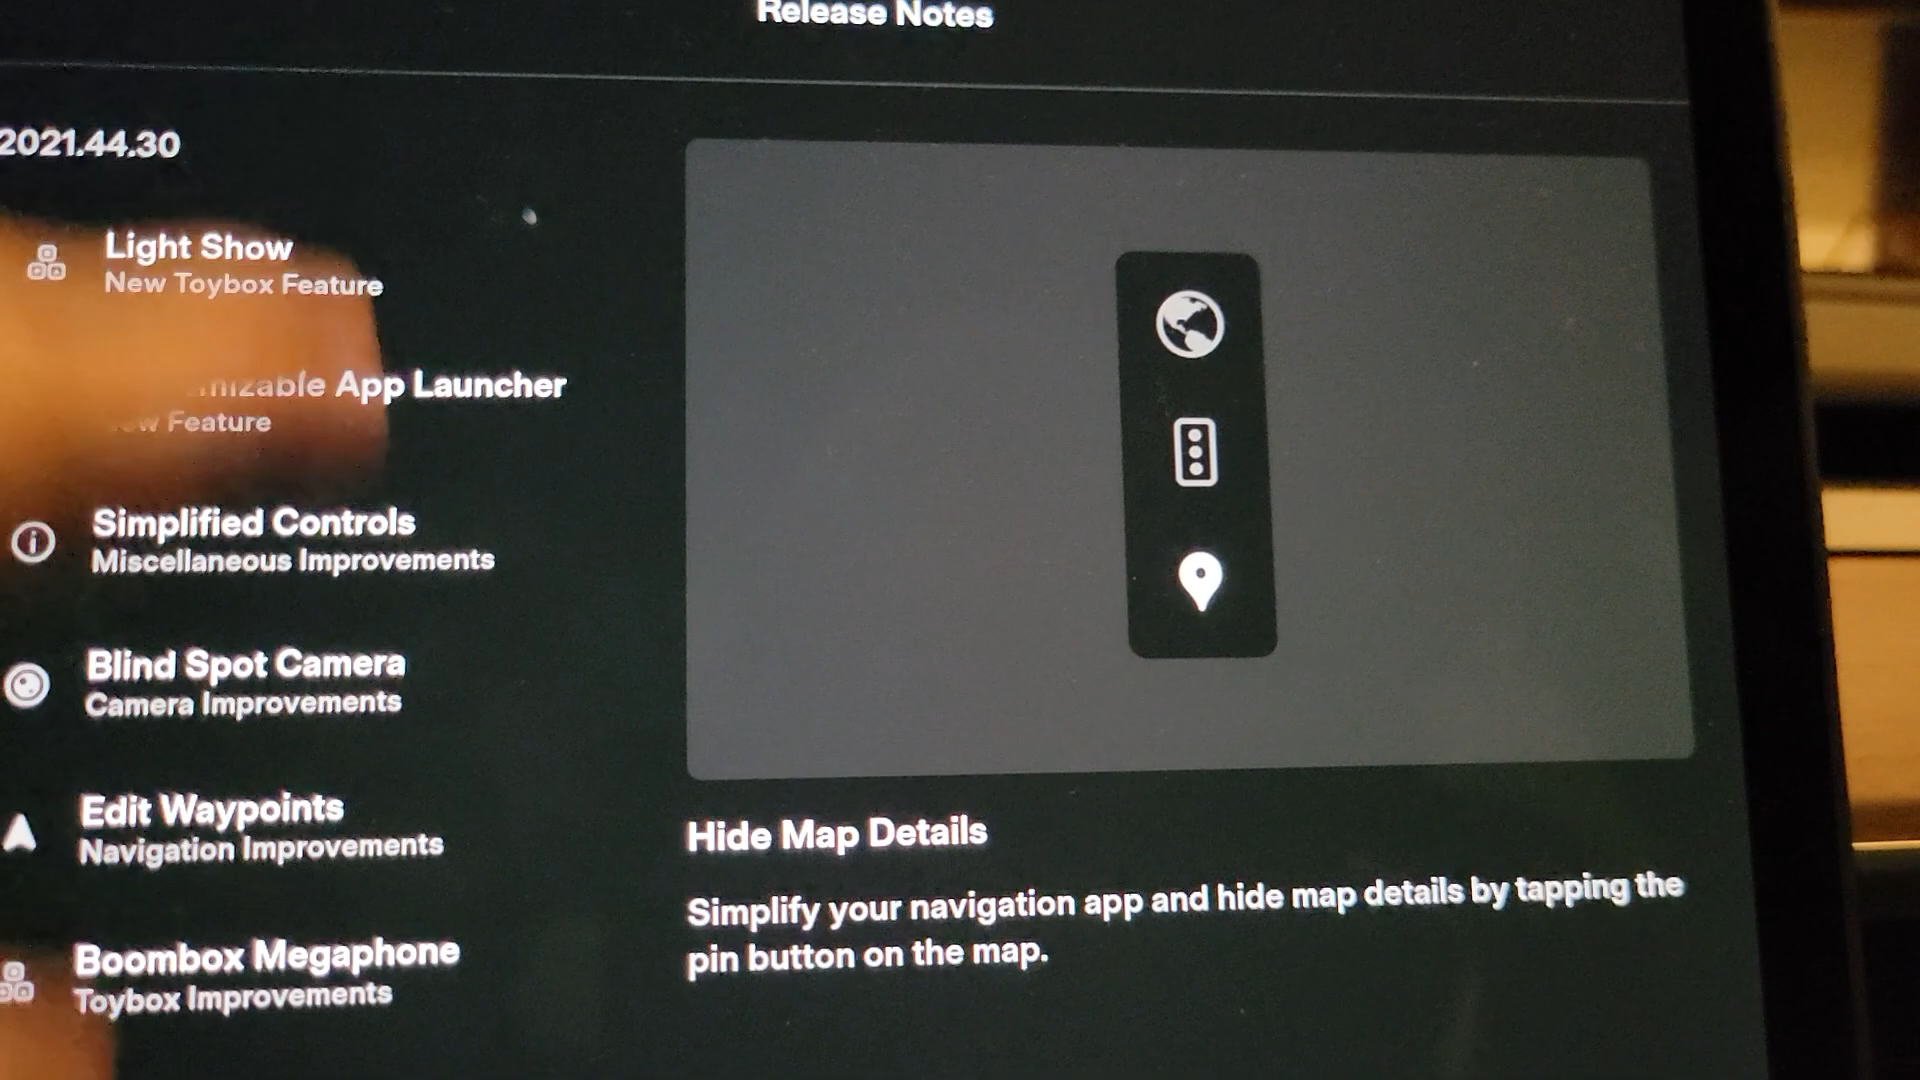 Release Notes
2021.44.30
Light Show
New Toybox Feature
App Launcher
Feature
Simplified Controls
Miscellaneous Improvements
Blind Spot Camera
Camera Improvements
Edit Waypoints
Navigation Improvements
Boombox Megaphone
Toybox Improvements
Hide Map Details
Simplify your navigation app and hide map details by tapping the
pin button on the map.